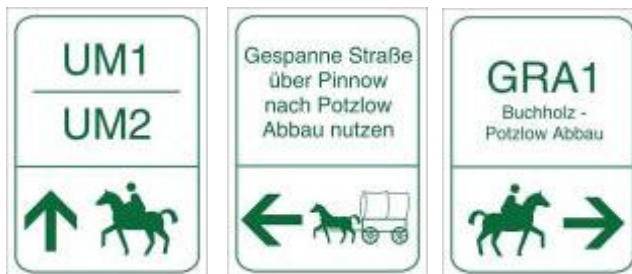 UM1
UM2
Gespanne Straße
über Pinnow
nach Potzlow
Abbau nutzen
GRA1
Buchholz -
Potzlow Abbau